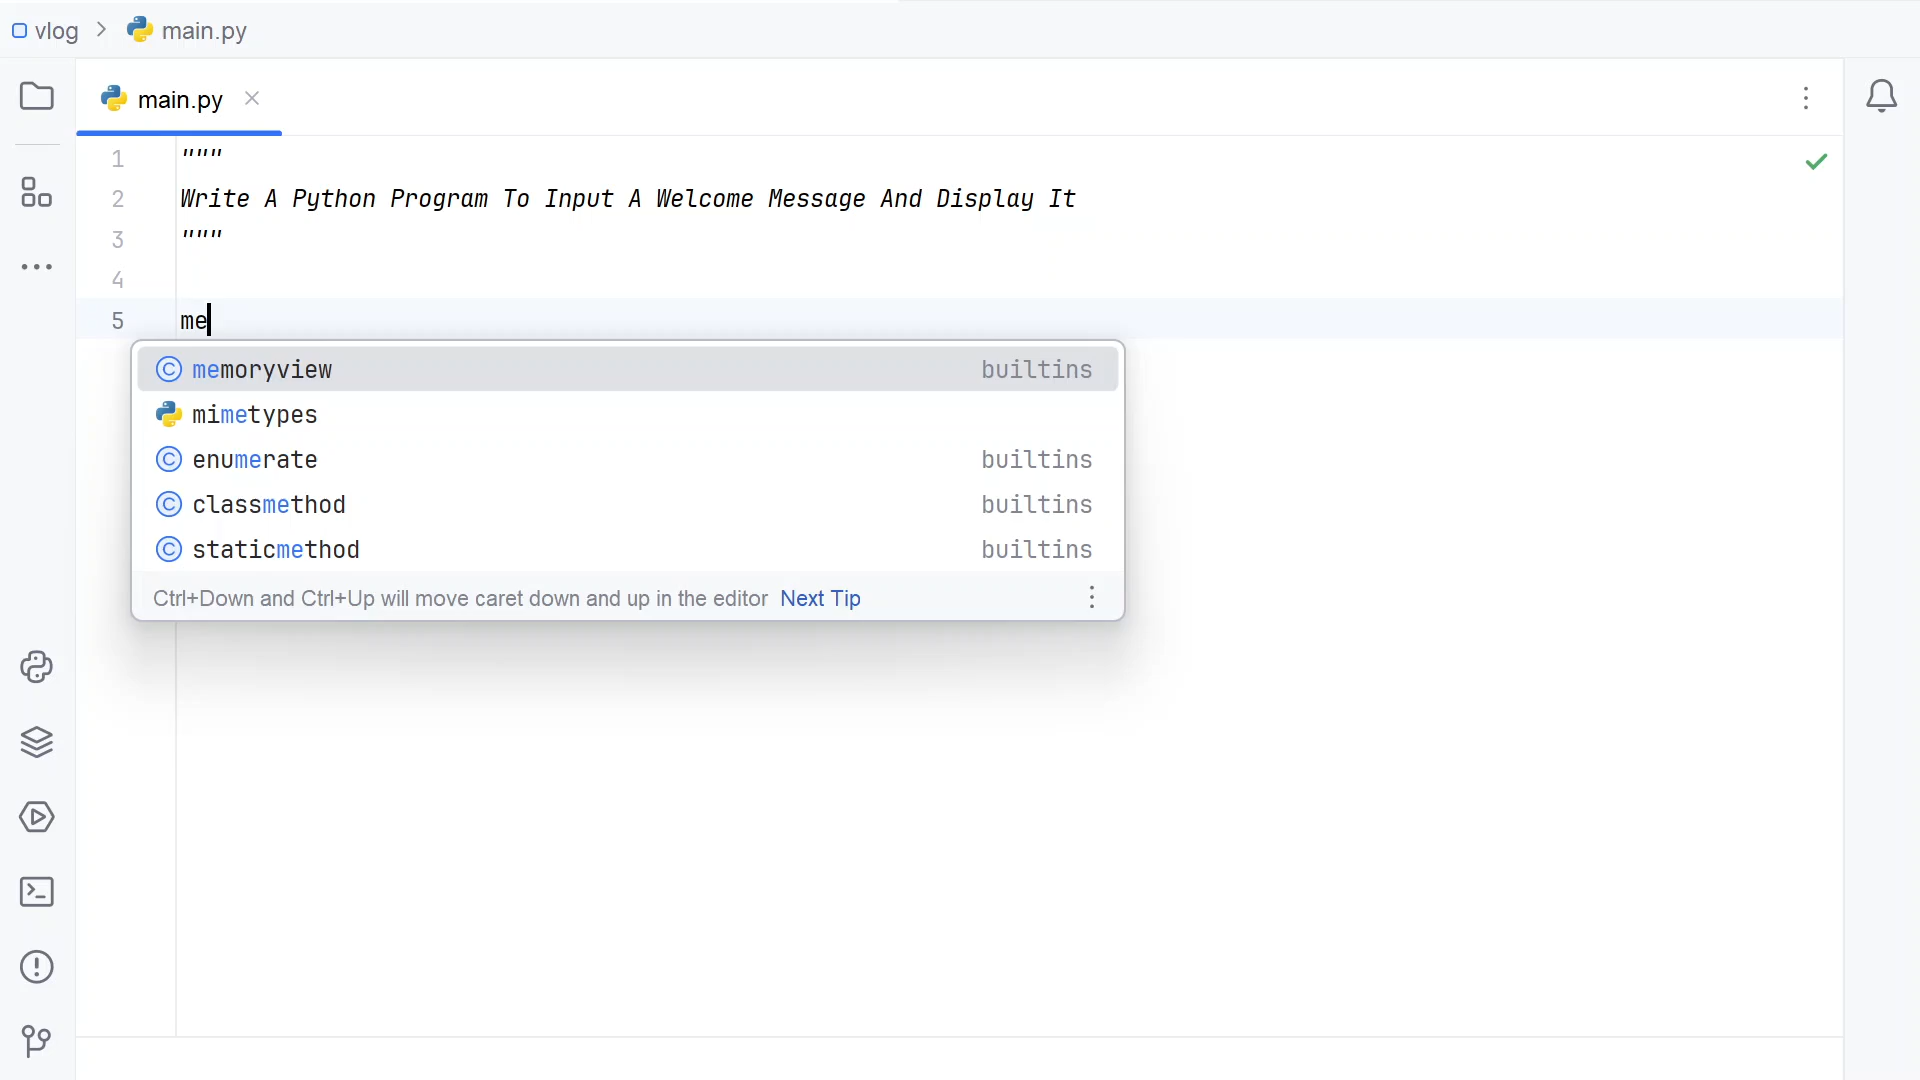 vlog > main.py
main.py
1 """
2 Write A Python Program To Input A Welcome Message And Display It
3 """
4
5 me
memoryview builtins
mimetypes
enumerate builtins
classmethod builtins
staticmethod builtins
Ctrl+Down and Ctrl+Up will move caret down and up in the editor Next Tip